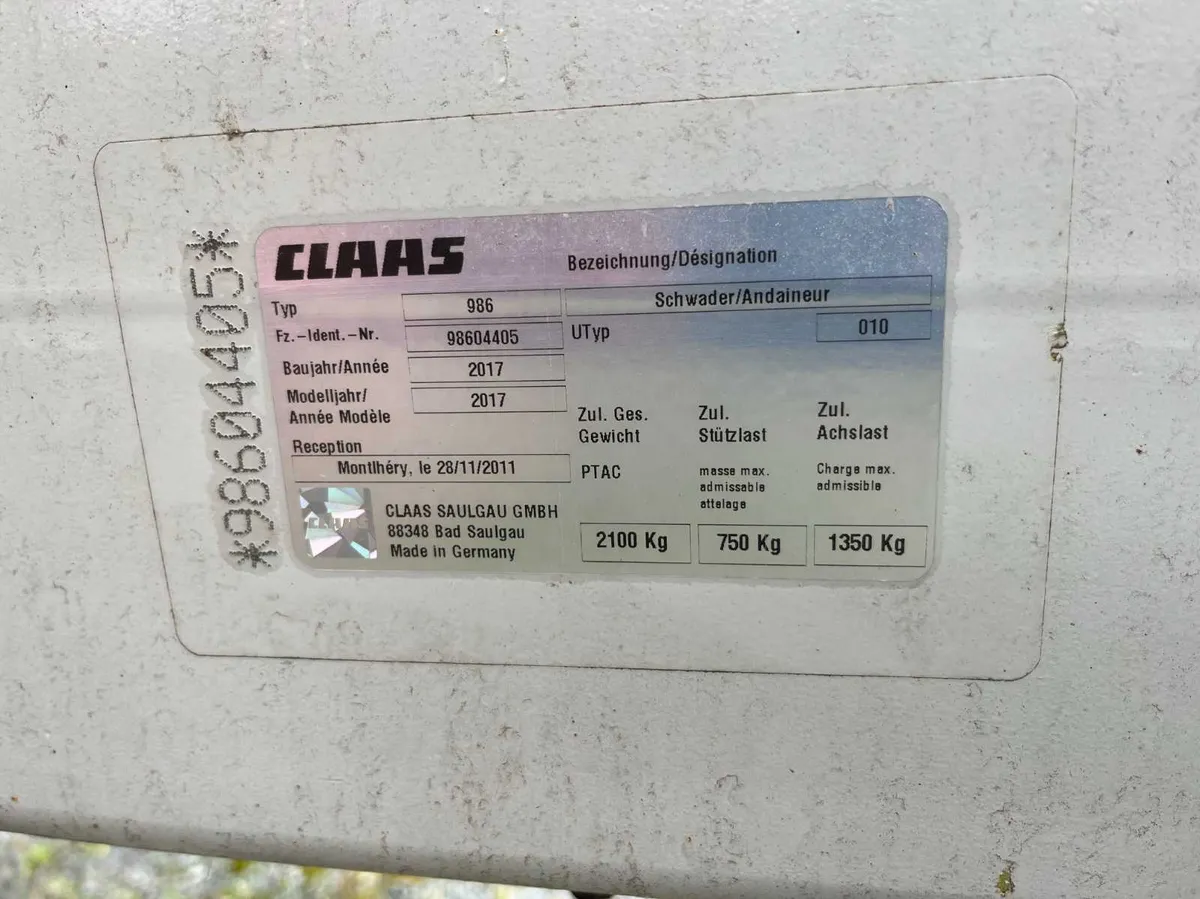 *98604405*
CLAAS
Bezeichnung/Désignation
Typ 986 Schwader/Andaineur
Fz.-Ident.-Nr. 98604405 UTyp 010
Baujahr/Année 2017
Modelljahr/
Année Modèle 2017
Reception
Montlhéry, le 28/11/2011
Zul. Ges.
Gewicht
PTAC
2100 Kg
Zul.
Stützlast
masse max.
admissable
attelage
750 Kg
Zul.
Achslast
Charge max.
admissible
1350 Kg
CLAAS
CLAAS SAULGAU GMBH
88348 Bad Saulgau
Made in Germany